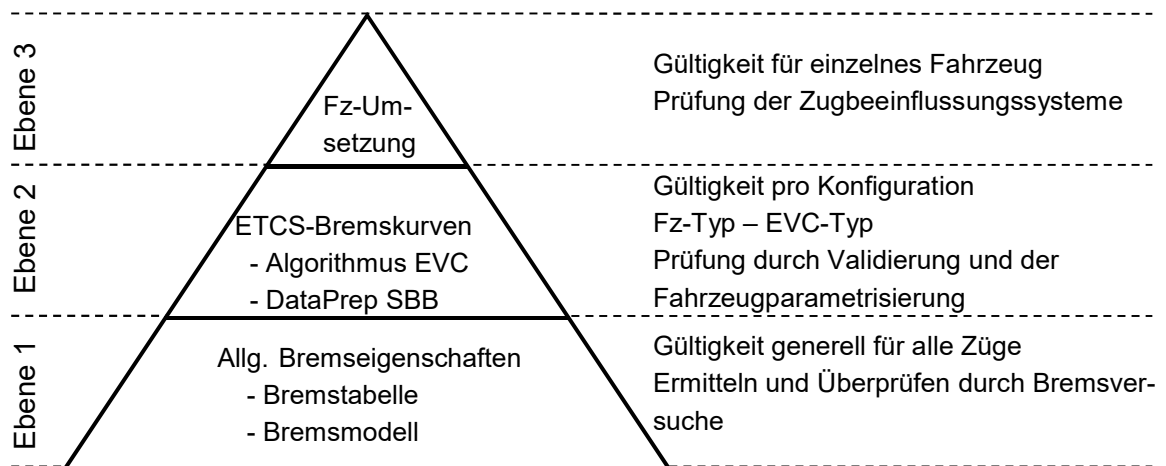 Ebene 3
Fz-Um-
setzung
Gültigkeit für einzelnes Fahrzeug
Prüfung der Zugbeeinflussungssysteme
Ebene 2
ETCS-Bremskurven
- Algorithmus EVC
- DataPrep SBB
Gültigkeit pro Konfiguration
Fz-Typ – EVC-Typ
Prüfung durch Validierung und der
Fahrzeugparametrisierung
Ebene 1
Allg. Bremseigenschaften
- Bremstabelle
- Bremsmodell
Gültigkeit generell für alle Züge
Ermitteln und Überprüfen durch Bremsver-
suche